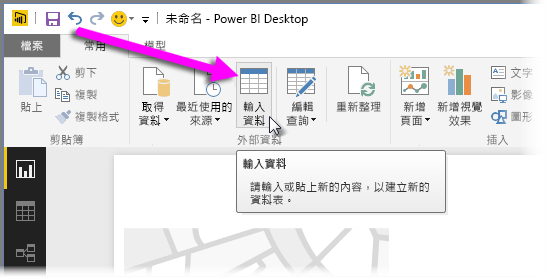 未命名 - Power BI Desktop
檔案
常用
模型
貼上
剪下
複製
複製格式
剪貼簿
取得
資料
最近使用的
來源
輸入
資料
編輯
查詢
重新整理
外部資料
新增
頁面
新增視覺
效果
文字
影像
圖形
插入
輸入資料
請輸入或貼上新的內容，以建立新的
資料表。